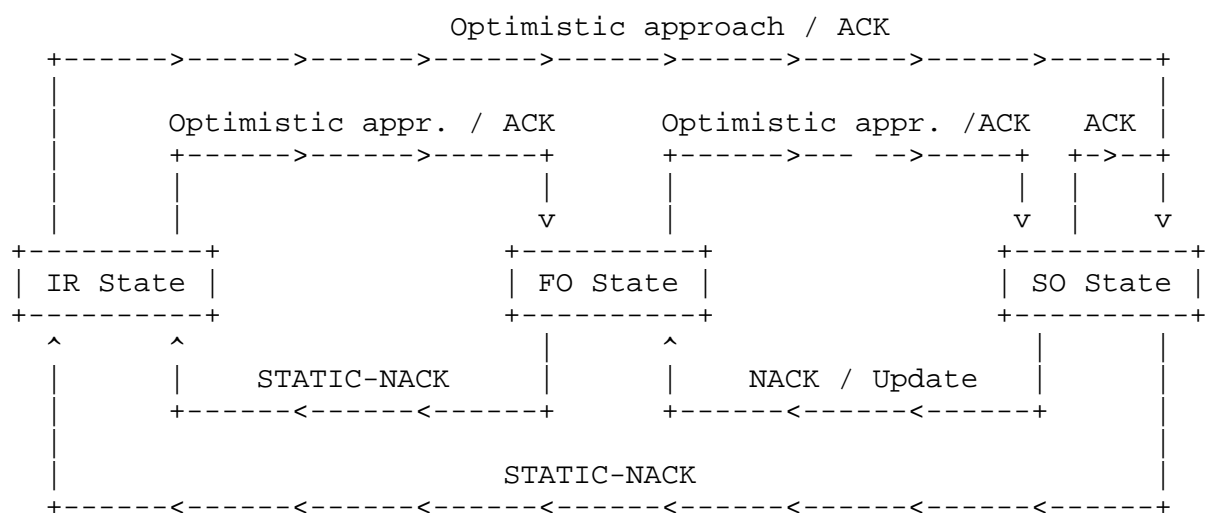 Optimistic approach / ACK
Optimistic appr. / ACK Optimistic appr. /ACK ACK
IR State FO State SO State
STATIC-NACK NACK / Update
STATIC-NACK